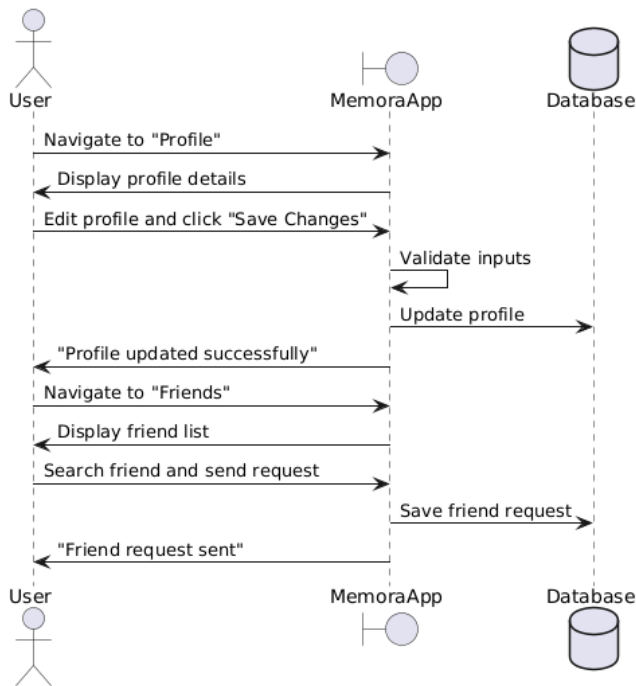 User
MemoraApp
Database
Navigate to "Profile"
Display profile details
Edit profile and click "Save Changes"
Validate inputs
Update profile
"Profile updated successfully"
Navigate to "Friends"
Display friend list
Search friend and send request
Save friend request
"Friend request sent"
User
MemoraApp
Database